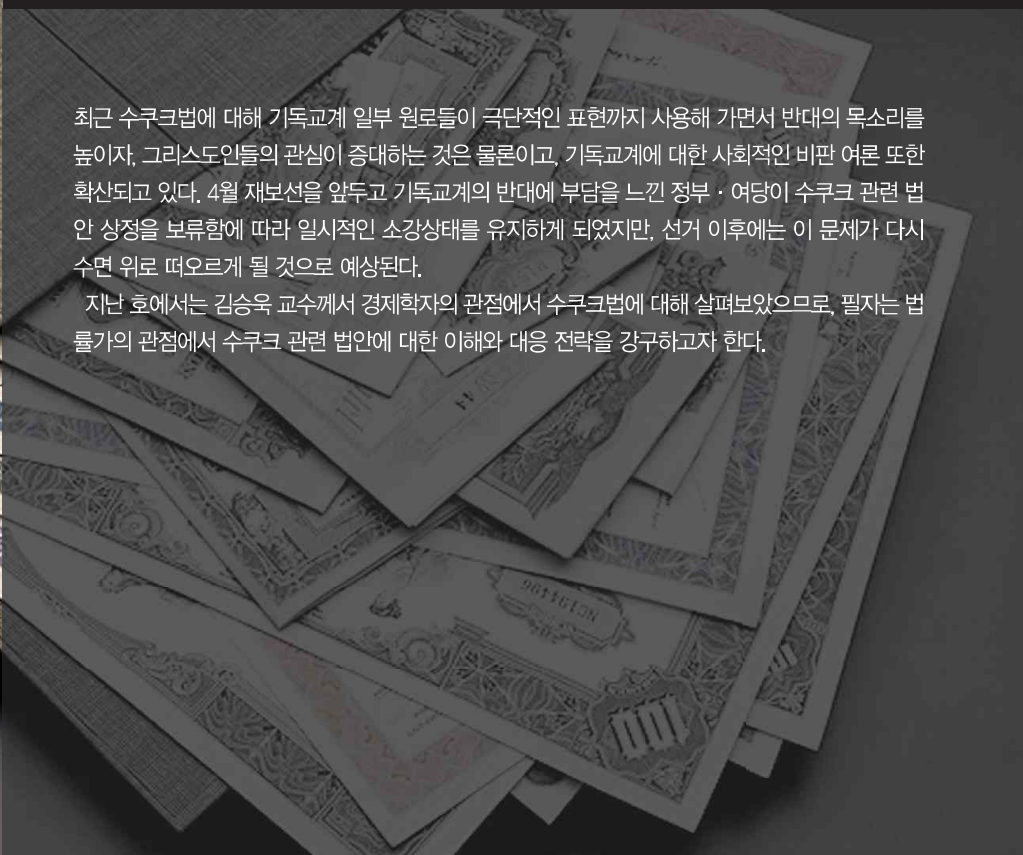 최근 수쿠크법에 대해 기독교계 일부 원로들이 극단적인 표현까지 사용해 가면서 반대의 목소리를
높이자, 그리스도인들의 관심이 증대하는 것은 물론이고, 기독교계에 대한 사회적인 비판 여론 또한
확산되고 있다. 4월 재보선을 앞두고 기독교계의 반대에 부담을 느낀 정부 · 여당이 수쿠크 관련 법
안 상정을 보류함에 따라 일시적인 소강상태를 유지하게 되었지만, 선거 이후에는 이 문제가 다시
수면 위로 떠오르게 될 것으로 예상된다.
지난 호에서는 김승욱 교수께서 경제학자의 관점에서 수쿠크법에 대해 살펴보았으므로, 필자는 법
률가의 관점에서 수쿠크 관련 법안에 대한 이해와 대응 전략을 강구하고자 한다.
44
NC194496
100